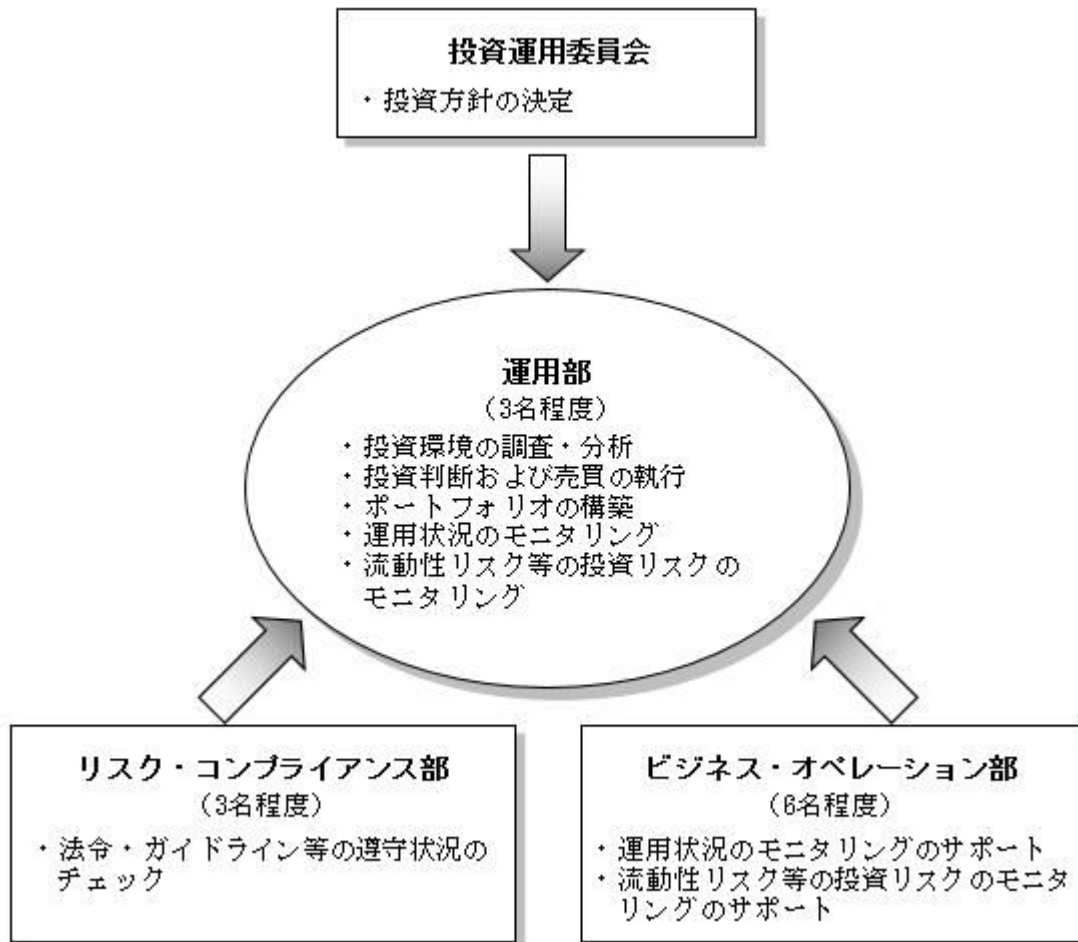 投資運用委員会
・投資方針の決定
運用部
（3名程度）
・投資環境の調査・分析
・投資判断および売買の執行
・ポートフォリオの構築
・運用状況のモニタリング
・流動性リスク等の投資リスクの
モニタリング
リスク・コンプライアンス部
（3名程度）
・法令・ガイドライン等の遵守状況の
チェック
ビジネス・オペレーション部
（6名程度）
・運用状況のモニタリングのサポート
・流動性リスク等の投資リスクのモニタ
リングのサポート